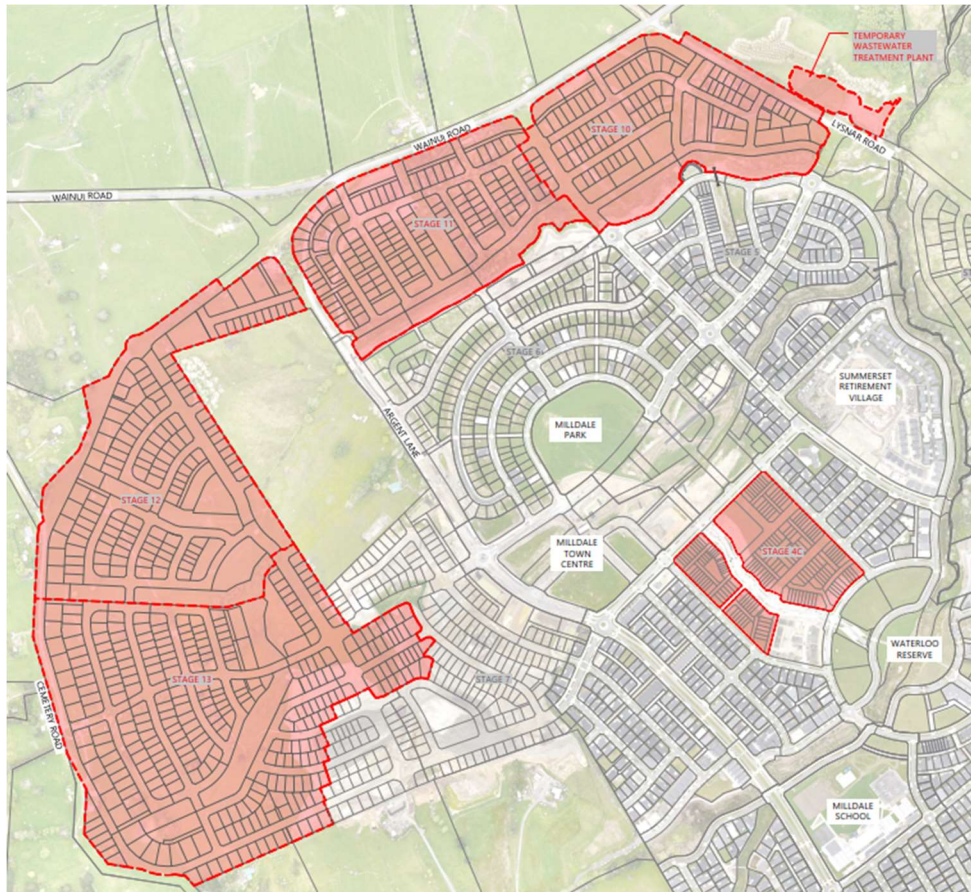 TEMPORARY
WASTEWATER
TREATMENT PLANT
LYSNAR ROAD
STAGE 10
WAINUI ROAD
WAINUI ROAD
STAGE 11
STAGE 5
STAGE 6
SUMMERSET
RETIREMENT
VILLAGE
ARGENT LANE
MILLDALE
PARK
STAGE 12
MILLDALE
TOWN
CENTRE
STAGE 4C
WATERLOO
RESERVE
STAGE 13
STAGE 7
CEMETERY ROAD
MILLDALE
SCHOOL